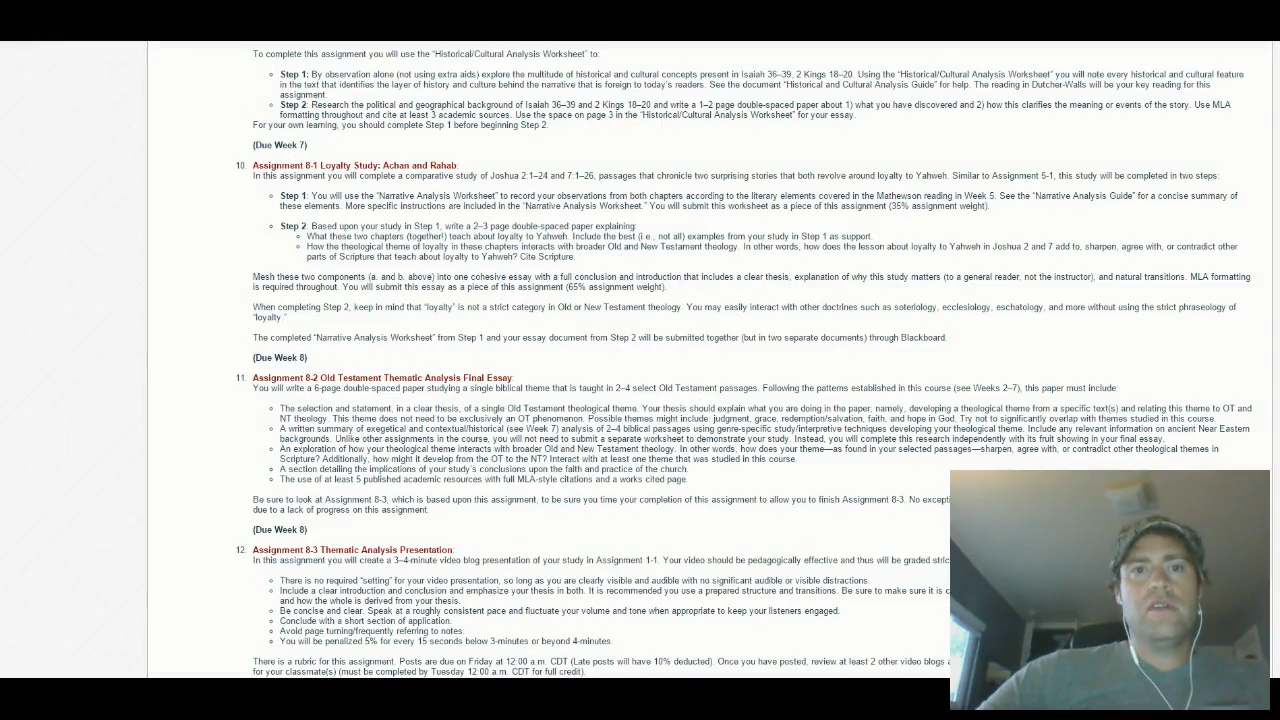 To complete this assignment you will use the "Historical/Cultural Analysis Worksheet" to:
Step 1: By observation alone (not using extra aids) explore the multitude of historical and cultural concepts present in Isaiah 36–39, 2 Kings 18–20. Using the "Historical/Cultural Analysis Worksheet" you will note every historical and cultural feature
in the text that identifies the layer of history and culture behind the narrative that is foreign to today's readers. See the document "Historical and Cultural Analysis Guide" for help. The reading in Dutcher-Walls will be your key reading for this
assignment.
Step 2: Research the political and geographical background of Isaiah 36–39 and 2 Kings 18–20 and write a 1–2 page double-spaced paper about 1) what you have discovered and 2) how this clarifies the meaning or events of the story. Use MLA
formatting throughout and cite at least 3 academic sources. Use the space on page 3 in the "Historical/Cultural Analysis Worksheet" for your essay.
For your own learning, you should complete Step 1 before beginning Step 2.
(Due Week 7)
10. Assignment 8-1 Loyalty Study: Achan and Rahab:
In this assignment you will complete a comparative study of Joshua 2:1–24 and 7:1–26, passages that chronicle two surprising stories that both revolve around loyalty to Yahweh. Similar to Assignment 5-1, this study will be completed in two steps:
Step 1: You will use the "Narrative Analysis Worksheet" to record your observations from both chapters according to the literary elements covered in the Mathewson reading in Week 5. See the "Narrative Analysis Guide" for a concise summary of
these elements. More specific instructions are included in the "Narrative Analysis Worksheet." You will submit this worksheet as a piece of this assignment (35% assignment weight).
Step 2: Based upon your study in Step 1, write a 2–3 page double-spaced paper explaining:
What these two chapters (together!) teach about loyalty to Yahweh. Include the best (i.e., not all) examples from your study in Step 1 as support.
How the theological theme of loyalty in these chapters interacts with broader Old and New Testament theology. In other words, how does the lesson about loyalty to Yahweh in Joshua 2 and 7 add to, sharpen, agree with, or contradict other
parts of Scripture that teach about loyalty to Yahweh? Cite Scripture.
Mesh these two components (a. and b. above) into one cohesive essay with a full conclusion and introduction that includes a clear thesis, explanation of why this study matters (to a general reader, not the instructor), and natural transitions. MLA formatting
is required throughout. You will submit this essay as a piece of this assignment (65% assignment weight).
When completing Step 2, keep in mind that "loyalty" is not a strict category in Old or New Testament theology. You may easily interact with other doctrines such as soteriology, ecclesiology, eschatology, and more without using the strict phraseology of
"loyalty."
The completed "Narrative Analysis Worksheet" from Step 1 and your essay document from Step 2 will be submitted together (but in two separate documents) through Blackboard.
(Due Week 8)
11. Assignment 8-2 Old Testament Thematic Analysis Final Essay:
You will write a 6-page double-spaced paper studying a single biblical theme that is taught in 2–4 select Old Testament passages. Following the patterns established in this course (see Weeks 2–7), this paper must include:
The selection and statement, in a clear thesis, of a single Old Testament theological theme. Your thesis should explain what you are doing in the paper, namely, developing a theological theme from a specific text(s) and relating this theme to OT and
NT theology. This theme does not need to be exclusively an OT phenomenon. Possible themes might include: judgment, grace, redemption/salvation, faith, and hope in God. Try not to significantly overlap with themes studied in this course.
A written summary of exegetical and contextual/historical (see Week 7) analysis of 2–4 biblical passages using genre-specific study/interpretive techniques developing your theological theme. Include any relevant information on ancient Near Eastern
backgrounds. Unlike other assignments in the course, you will not need to submit a separate worksheet to demonstrate your study. Instead, you will complete this research independently with its fruit showing in your final essay.
An exploration of how your theological theme interacts with broader Old and New Testament theology. In other words, how does your theme—as found in your selected passages—sharpen, agree with, or contradict other theological themes in
Scripture? Additionally, how might it develop from the OT to the NT? Interact with at least one theme that was studied in this course.
A section detailing the implications of your study's conclusions upon the faith and practice of the church.
The use of at least 5 published academic resources with full MLA-style citations and a works cited page.
Be sure to look at Assignment 8-3, which is based upon this assignment, to be sure you time your completion of this assignment to allow you to finish Assignment 8-3. No
due to a lack of progress on this assignment.
(Due Week 8)
12. Assignment 8-3 Thematic Analysis Presentation:
In this assignment you will create a 3–4-minute video blog presentation of your study in Assignment 1-1. Your video should be pedagogically effective and thus will be graded
There is no required "setting" for your video presentation, so long as you are clearly visible and audible with no significant audible or visible distractions.
Include a clear introduction and conclusion and emphasize your thesis in both. It is recommended you use a prepared structure and transitions. Be sure to make sure it is
and how the whole is derived from your thesis.
Be concise and clear. Speak at a roughly consistent pace and fluctuate your volume and tone when appropriate to keep your listeners engaged.
Conclude with a short section of application.
Avoid page turning/frequently referring to notes.
You will be penalized 5% for every 15 seconds below 3-minutes or beyond 4-minutes.
There is a rubric for this assignment. Posts are due on Friday at 12:00 a.m. CDT (Late posts will have 10% deducted). Once you have posted, review at least 2 other video blogs
for your classmate(s) (must be completed by Tuesday 12:00 a.m. CDT for full credit).